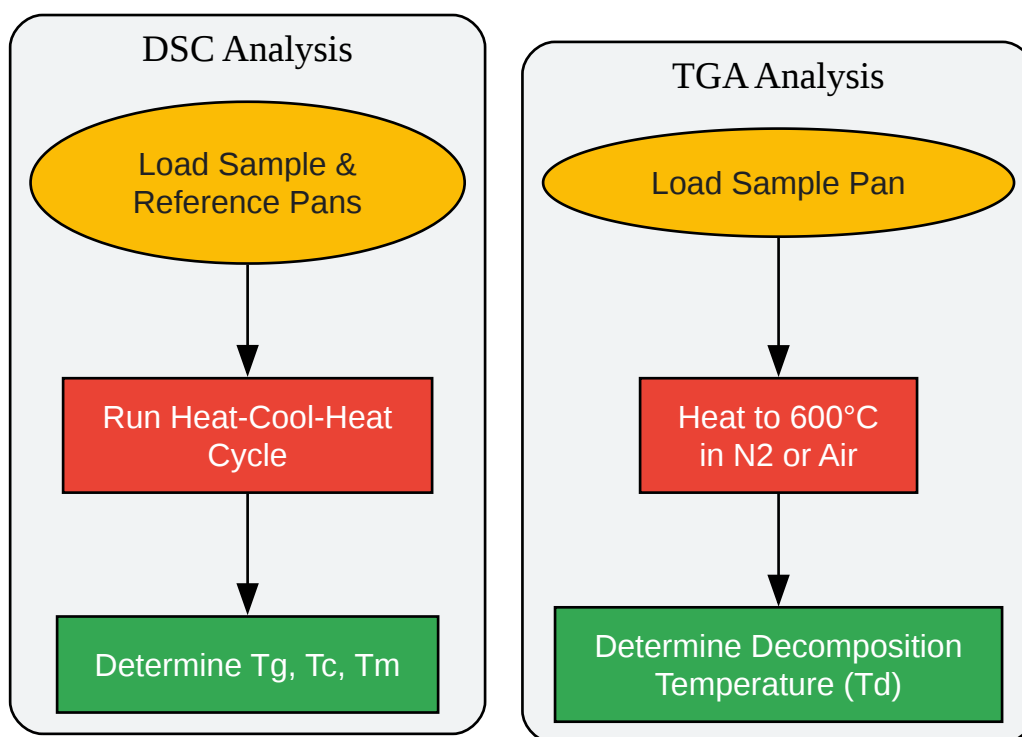 DSC Analysis
Load Sample &
Reference Pans
Run Heat-Cool-Heat
Cycle
Determine Tg, Tc, Tm
TGA Analysis
Load Sample Pan
Heat to 600°C
in N2 or Air
Determine Decomposition
Temperature (Td)